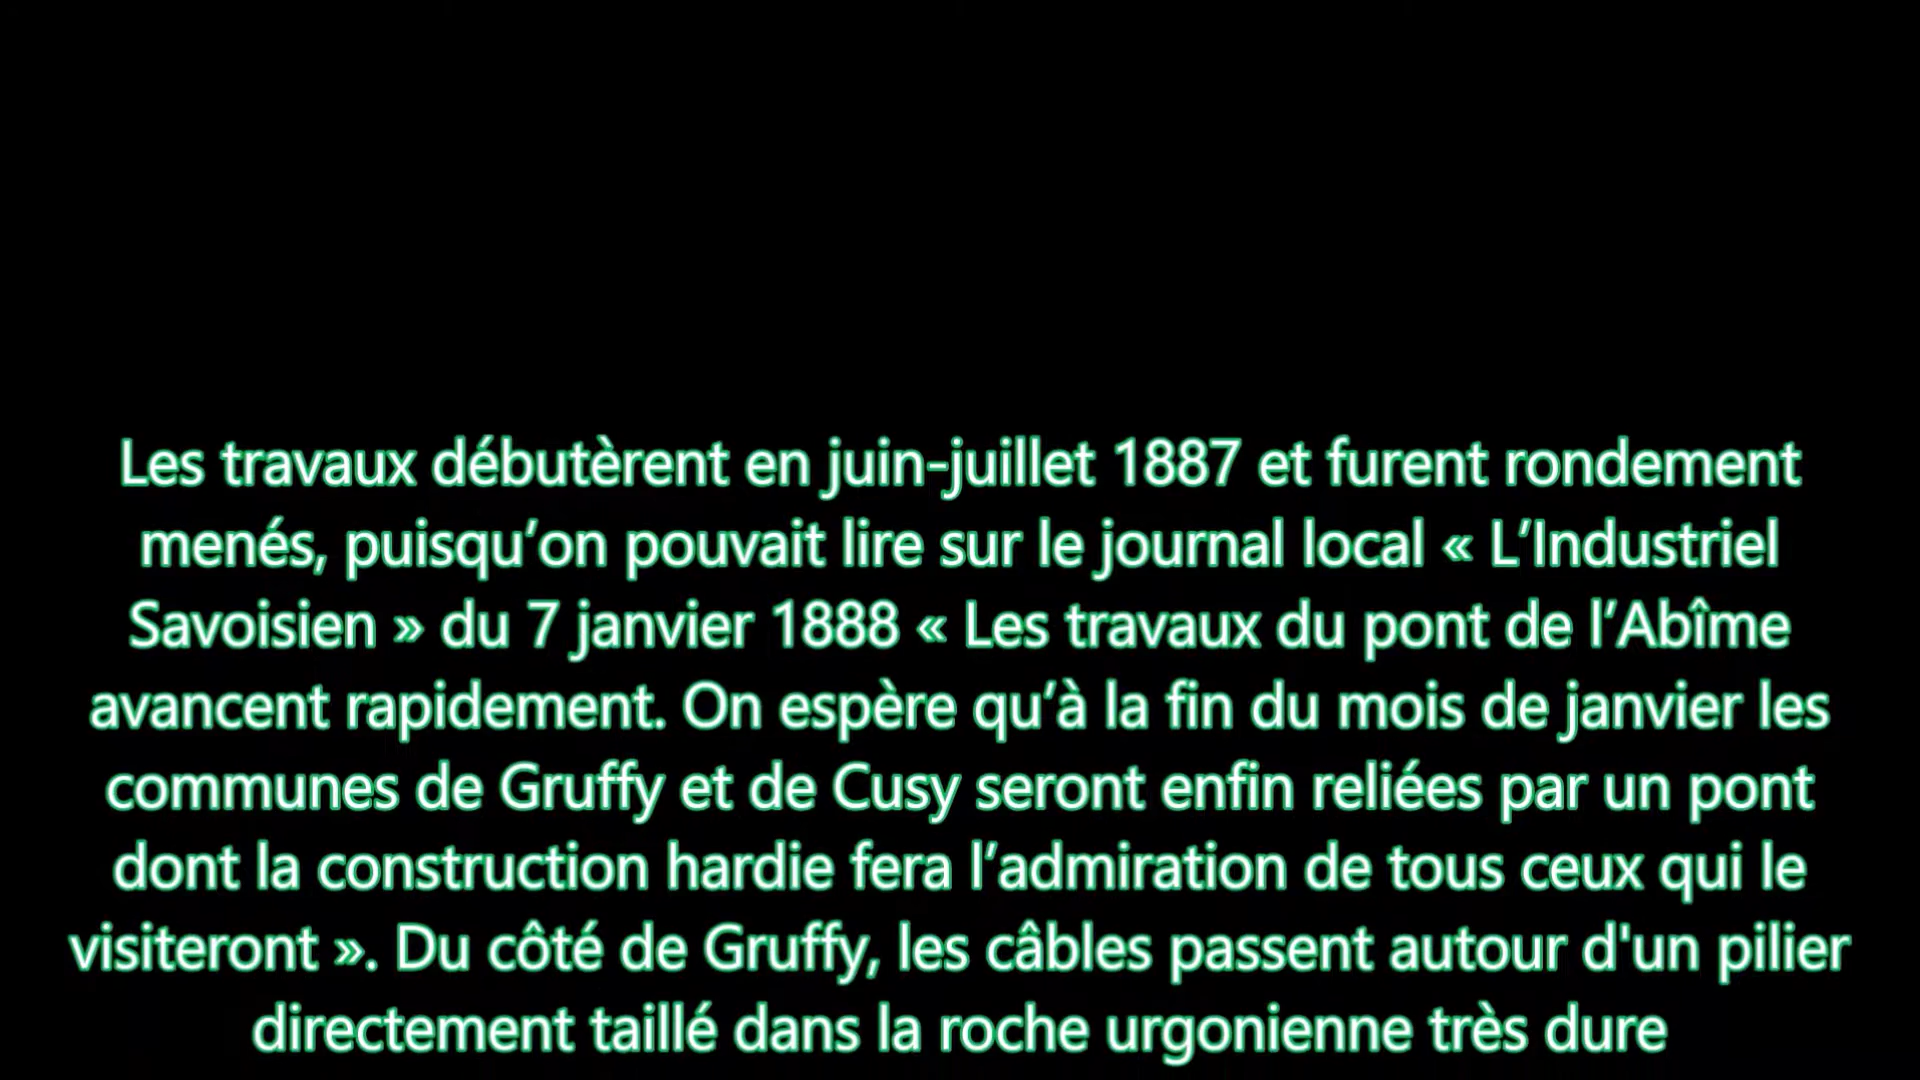 Les travaux débutèrent en juin-juillet 1887 et furent rondement
menés, puisqu’on pouvait lire sur le journal local « L’Industriel
Savoisien » du 7 janvier 1888 « Les travaux du pont de l’Abîme
avancent rapidement. On espère qu’à la fin du mois de janvier les
communes de Gruffy et de Cusy seront enfin reliées par un pont
dont la construction hardie fera l’admiration de tous ceux qui le
visiteront ». Du côté de Gruffy, les câbles passent autour d'un pilier
directement taillé dans la roche urgonienne très dure